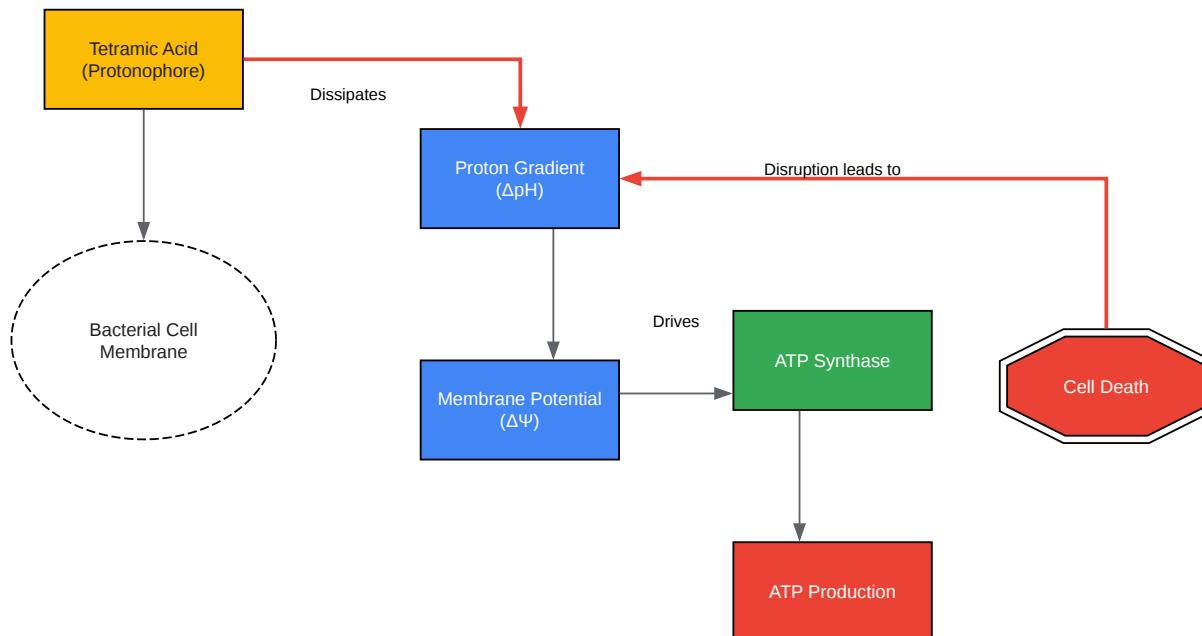 Tetramic Acid
(Protonophore)
Dissipates
Proton Gradient
(ΔpH)
Disruption leads to
Bacterial Cell
Membrane
Drives
Membrane Potential
(ΔΨ)
ATP Synthase
Cell Death
ATP Production